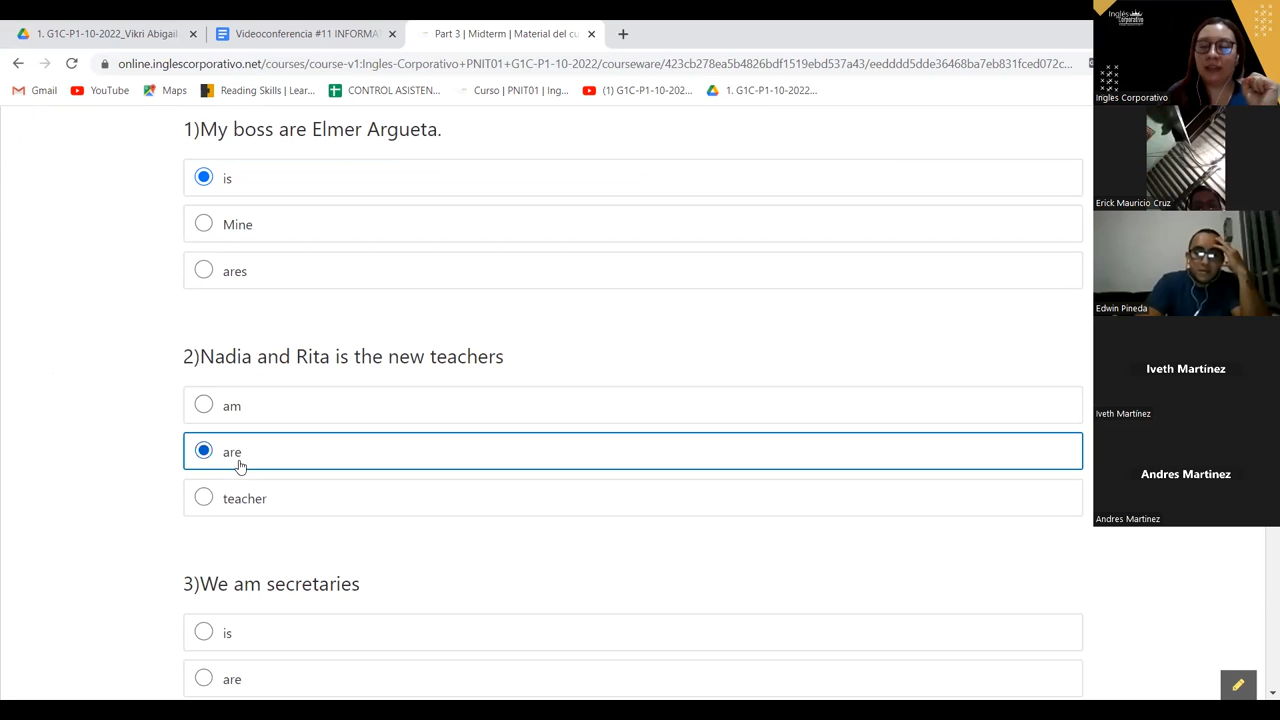 1. G1C-P1-10-2022_Vikri Abigail
Videoconferencia #11 INFORMA
Part 3 | Midterm | Material del cu
online.inglescorporativo.net/courses/course-v1:Ingles-Corporativo+PNIT01+G1C-P1-10-2022/courseware/423cb278ea5b4826bdf1519ebd537a43/eedddd5dde36468ba7eb831fced072c...
Gmail
YouTube
Maps
Reading Skills | Lear...
CONTROL ASISTEN...
Curso | PNIT01 | Ing...
(1) G1C-P1-10-202...
1. G1C-P1-10-2022...
1)My boss are Elmer Argueta.
is
Mine
ares
2)Nadia and Rita is the new teachers
am
are
teacher
3)We am secretaries
is
are
Inglés
Corporativo
Ingles Corporativo
Erick Mauricio Cruz
Edwin Pineda
Iveth Martínez
Iveth Martínez
Andres Martinez
Andres Martinez